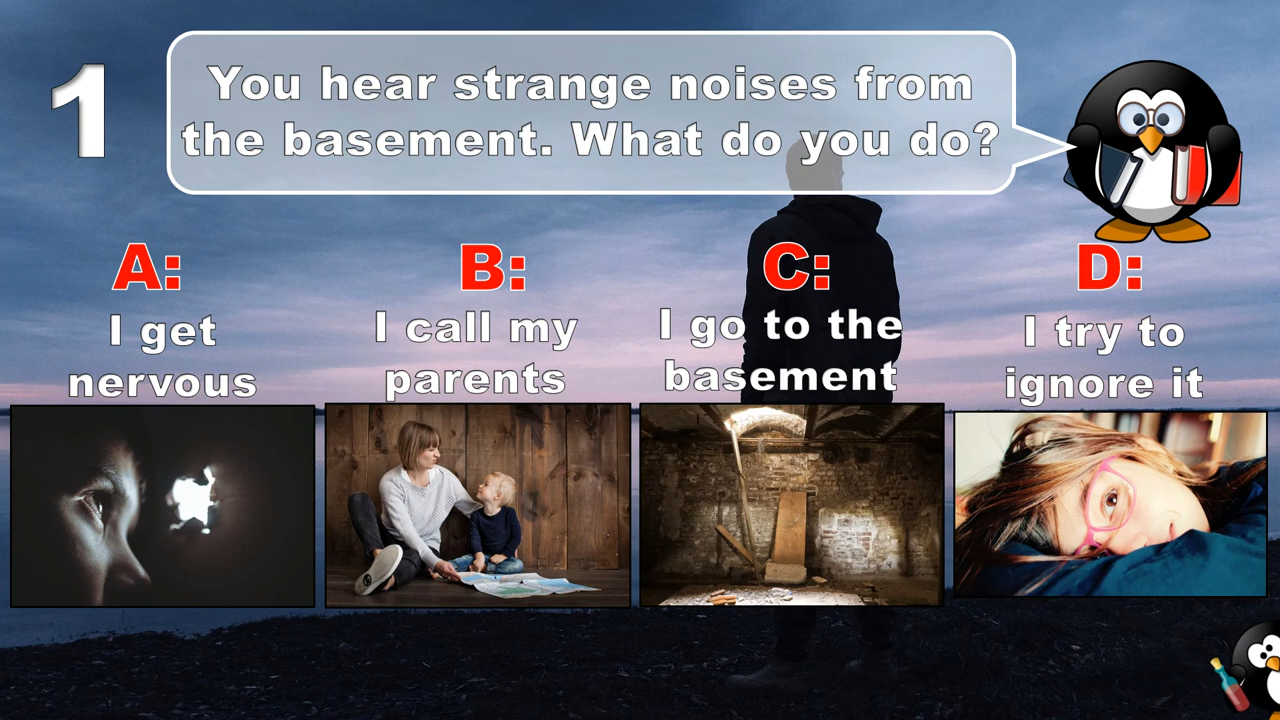 1
You hear strange noises from
the basement. What do you do?
A:
I get
nervous
B:
I call my
parents
C:
I go to the
basement
D:
I try to
ignore it